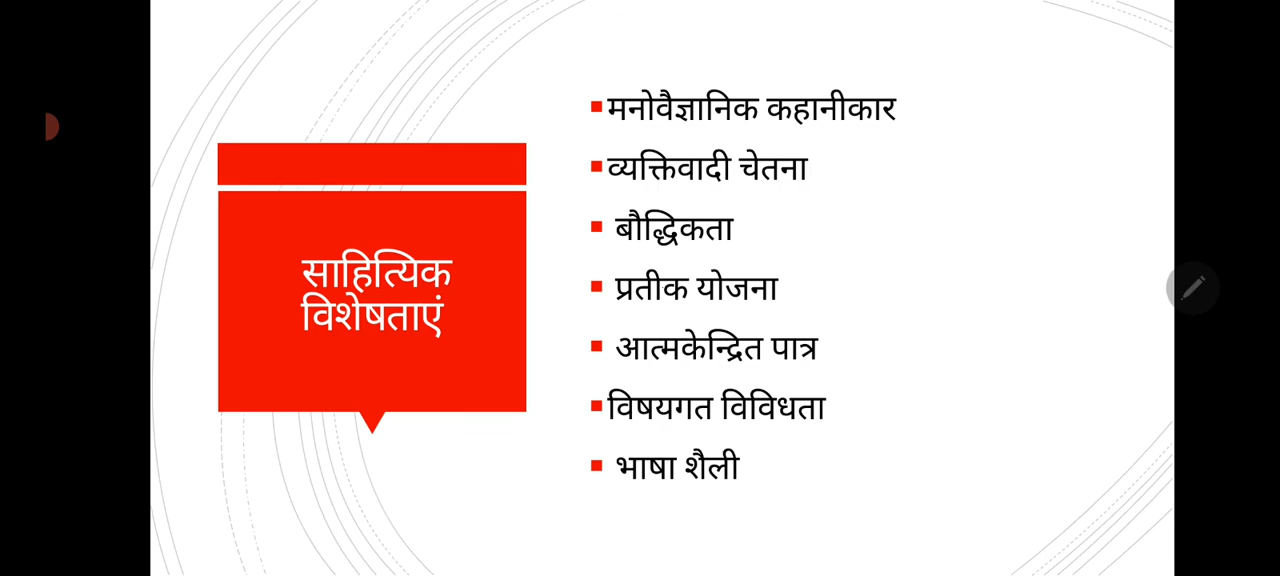 साहित्यिक
विशेषताएं
मनोवैज्ञानिक कहानीकार
व्यक्तिवादी चेतना
बौद्धिकता
प्रतीक योजना
आत्मकेन्द्रित पात्र
विषयगत विविधता
भाषा शैली